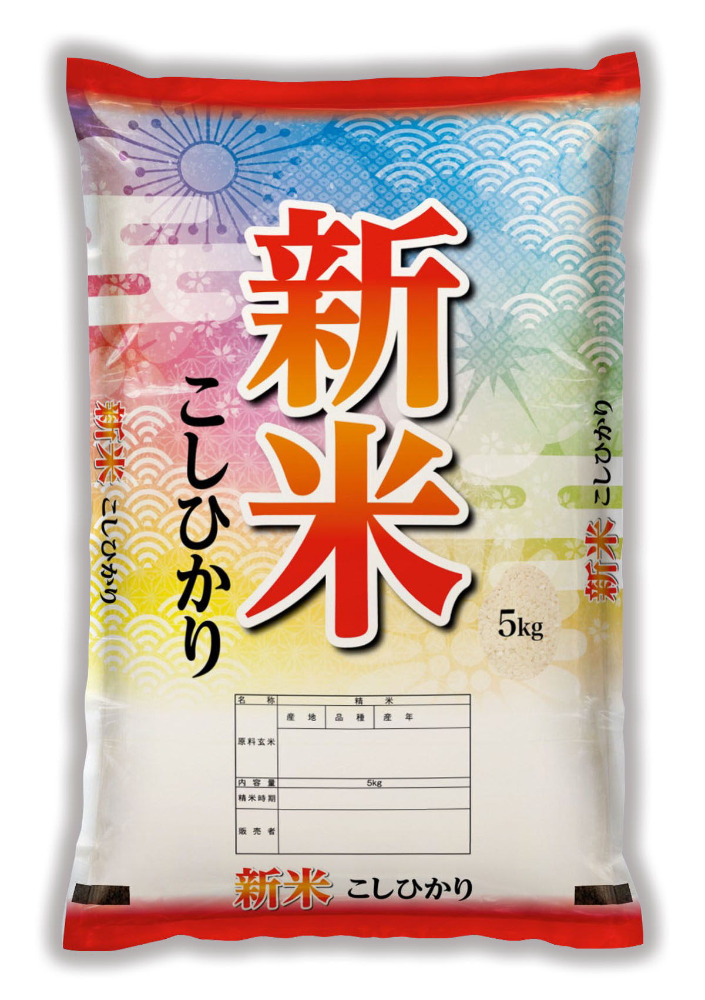 新米
こしひかり
新米 こしひかり
新米 こしひかり
5kg
名称 精米
原料玄米 産地 品種 産年
内容量 5kg
精米時期
販売者
新米 こしひかり